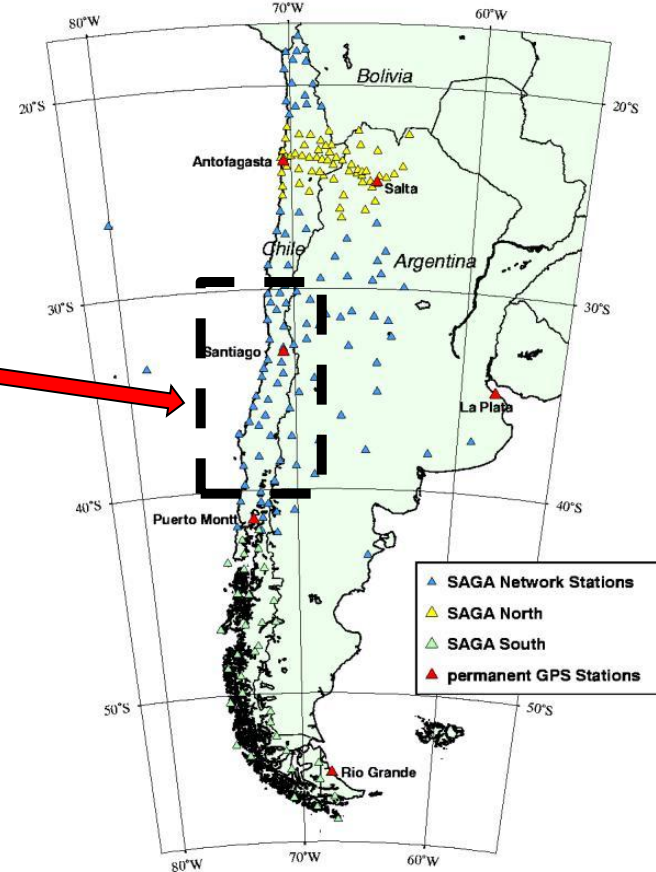 80°W
70°W
60°W
Bolivia
20°S
20°S
Antofagasta
Salta
Chile
Argentina
30°S
30°S
Santiago
La Plata
40°S
40°S
Puerto Montt
SAGA Network Stations
SAGA North
SAGA South
permanent GPS Stations
50°S
50°S
Rio Grande
80°W
70°W
60°W